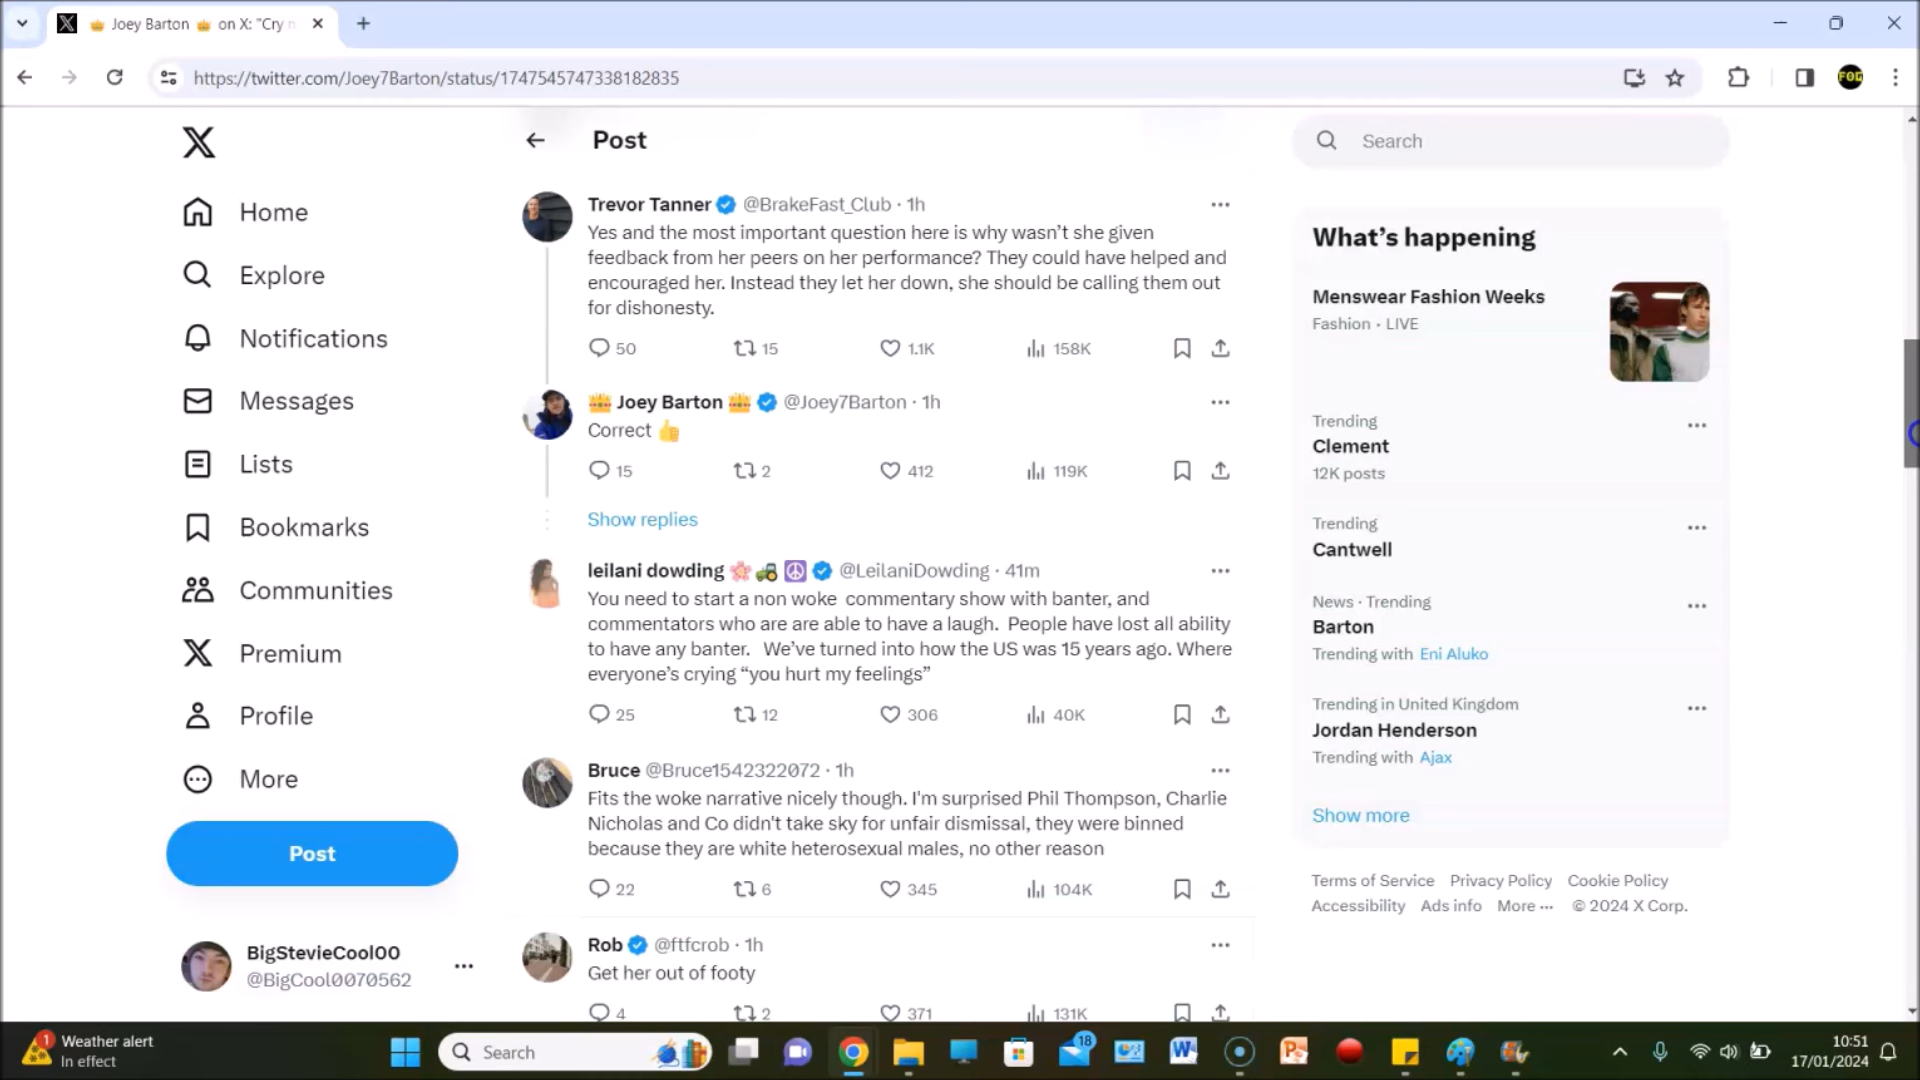 Joey Barton on X: "Cry
https://twitter.com/Joey7Barton/status/1747545747338182835
FOG
Post
Search
Home
Explore
Notifications
Messages
Lists
Bookmarks
Communities
Premium
Profile
More
Post
BigStevieCool00
@BigCool0070562
Trevor Tanner @BrakeFast_Club · 1h
Yes and the most important question here is why wasn't she given
feedback from her peers on her performance? They could have helped and
encouraged her. Instead they let her down, she should be calling them out
for dishonesty.
50 15 1.1K 158K
👑 Joey Barton 👑 @Joey7Barton · 1h
Correct 👍
15 2 412 119K
Show replies
leilani dowding 🌸🚜☮️ @LeilaniDowding · 41m
You need to start a non woke commentary show with banter, and
commentators who are are able to have a laugh. People have lost all ability
to have any banter. We've turned into how the US was 15 years ago. Where
everyone's crying "you hurt my feelings"
25 12 306 40K
Bruce @Bruce1542322072 · 1h
Fits the woke narrative nicely though. I'm surprised Phil Thompson, Charlie
Nicholas and Co didn't take sky for unfair dismissal, they were binned
because they are white heterosexual males, no other reason
22 6 345 104K
Rob @ftfcrob · 1h
Get her out of footy
4 2 371 131K
What's happening
Menswear Fashion Weeks
Fashion · LIVE
Trending
Clement
12K posts
Trending
Cantwell
News · Trending
Barton
Trending with Eni Aluko
Trending in United Kingdom
Jordan Henderson
Trending with Ajax
Show more
Terms of Service Privacy Policy Cookie Policy
Accessibility Ads info More ··· © 2024 X Corp.
1
Weather alert
In effect
Search
18
10:51
17/01/2024